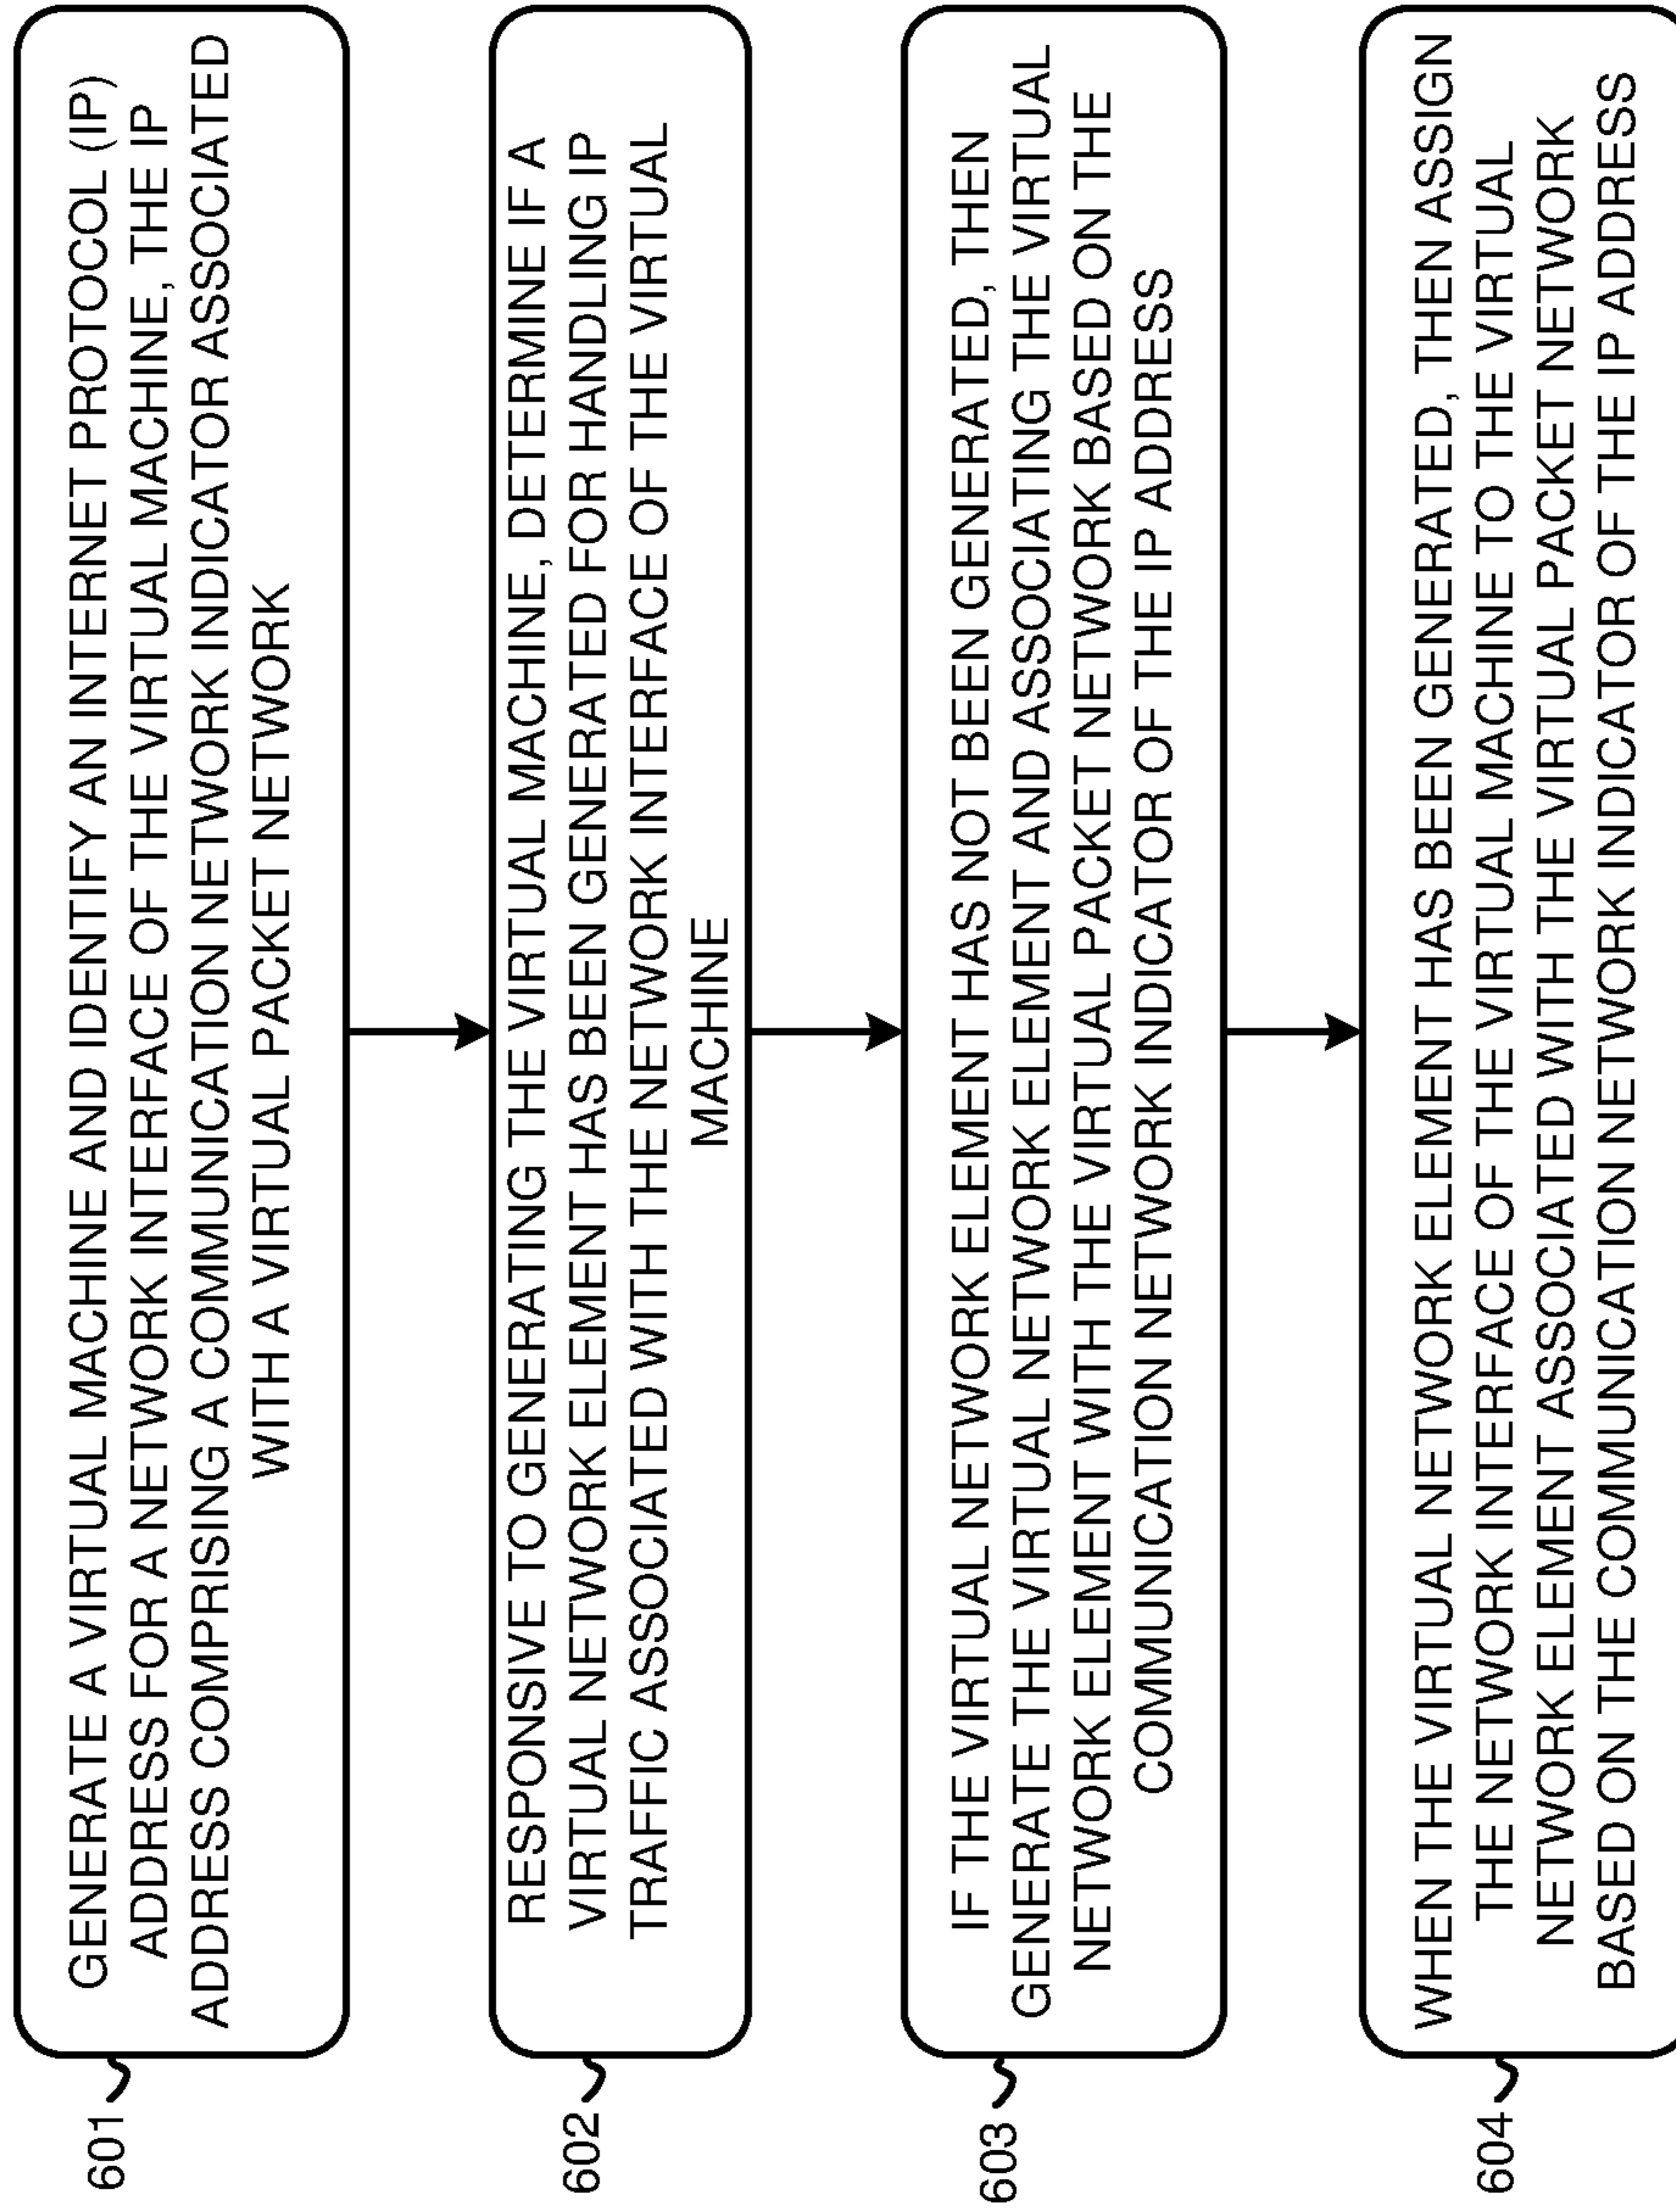 601
GENERATE A VIRTUAL MACHINE AND IDENTIFY AN INTERNET PROTOCOL (IP)
ADDRESS FOR A NETWORK INTERFACE OF THE VIRTUAL MACHINE, THE IP
ADDRESS COMPRISING A COMMUNICATION NETWORK INDICATOR ASSOCIATED
WITH A VIRTUAL PACKET NETWORK
602
RESPONSIVE TO GENERATING THE VIRTUAL MACHINE, DETERMINE IF A
VIRTUAL NETWORK ELEMENT HAS BEEN GENERATED FOR HANDLING IP
TRAFFIC ASSOCIATED WITH THE NETWORK INTERFACE OF THE VIRTUAL
MACHINE
603
IF THE VIRTUAL NETWORK ELEMENT HAS NOT BEEN GENERATED, THEN
GENERATE THE VIRTUAL NETWORK ELEMENT AND ASSOCIATING THE VIRTUAL
NETWORK ELEMENT WITH THE VIRTUAL PACKET NETWORK BASED ON THE
COMMUNICATION NETWORK INDICATOR OF THE IP ADDRESS
604
WHEN THE VIRTUAL NETWORK ELEMENT HAS BEEN GENERATED, THEN ASSIGN
THE NETWORK INTERFACE OF THE VIRTUAL MACHINE TO THE VIRTUAL
NETWORK ELEMENT ASSOCIATED WITH THE VIRTUAL PACKET NETWORK
BASED ON THE COMMUNICATION NETWORK INDICATOR OF THE IP ADDRESS